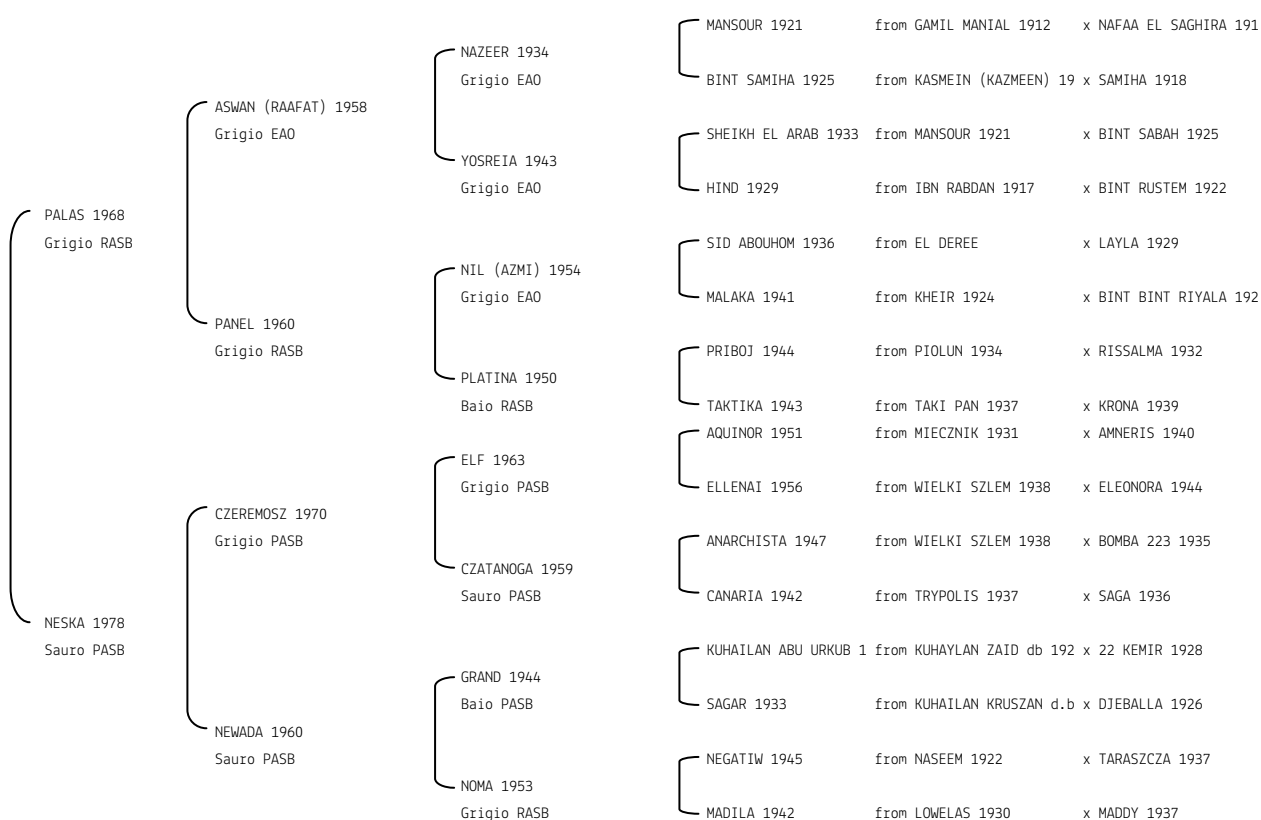 MANSOUR 1921 from GAMIL MANIAL 1912 x NAFAA EL SAGHIRA 191
NAZEER 1934
Grigio EAO BINT SAMIHA 1925 from KASMEIN (KAZMEEN) 19 x SAMIHA 1918
ASWAN (RAAFAT) 1958
Grigio EAO SHEIKH EL ARAB 1933 from MANSOUR 1921 x BINT SABAH 1925
YOSREIA 1943
Grigio EAO HIND 1929 from IBN RABDAN 1917 x BINT RUSTEM 1922
PALAS 1968
Grigio RASB SID ABOUHOM 1936 from EL DEREE x LAYLA 1929
NIL (AZMI) 1954
Grigio EAO MALAKA 1941 from KHEIR 1924 x BINT BINT RIYALA 192
PANEL 1960
Grigio RASB PRIBOJ 1944 from PIOLUN 1934 x RISSALMA 1932
PLATINA 1950
Baio RASB TAKTIKA 1943 from TAKI PAN 1937 x KRONA 1939
AQUINOR 1951 from MIECZNIK 1931 x AMNERIS 1940
ELF 1963
Grigio PASB ELLENAI 1956 from WIELKI SZLEM 1938 x ELEONORA 1944
CZEREMOSZ 1970
Grigio PASB ANARCHISTA 1947 from WIELKI SZLEM 1938 x BOMBA 223 1935
CZATANOGA 1959
Sauro PASB CANARIA 1942 from TRYPOLIS 1937 x SAGA 1936
NESKA 1978
Sauro PASB KUHAILAN ABU URKUB 1 from KUHAYLAN ZAID db 192 x 22 KEMIR 1928
GRAND 1944
Baio PASB SAGAR 1933 from KUHAILAN KRUSZAN d.b x DJEBALLA 1926
NEWADA 1960
Sauro PASB NEGATIW 1945 from NASEEM 1922 x TARASZCZA 1937
NOMA 1953
Grigio RASB MADILA 1942 from LOWELAS 1930 x MADDY 1937